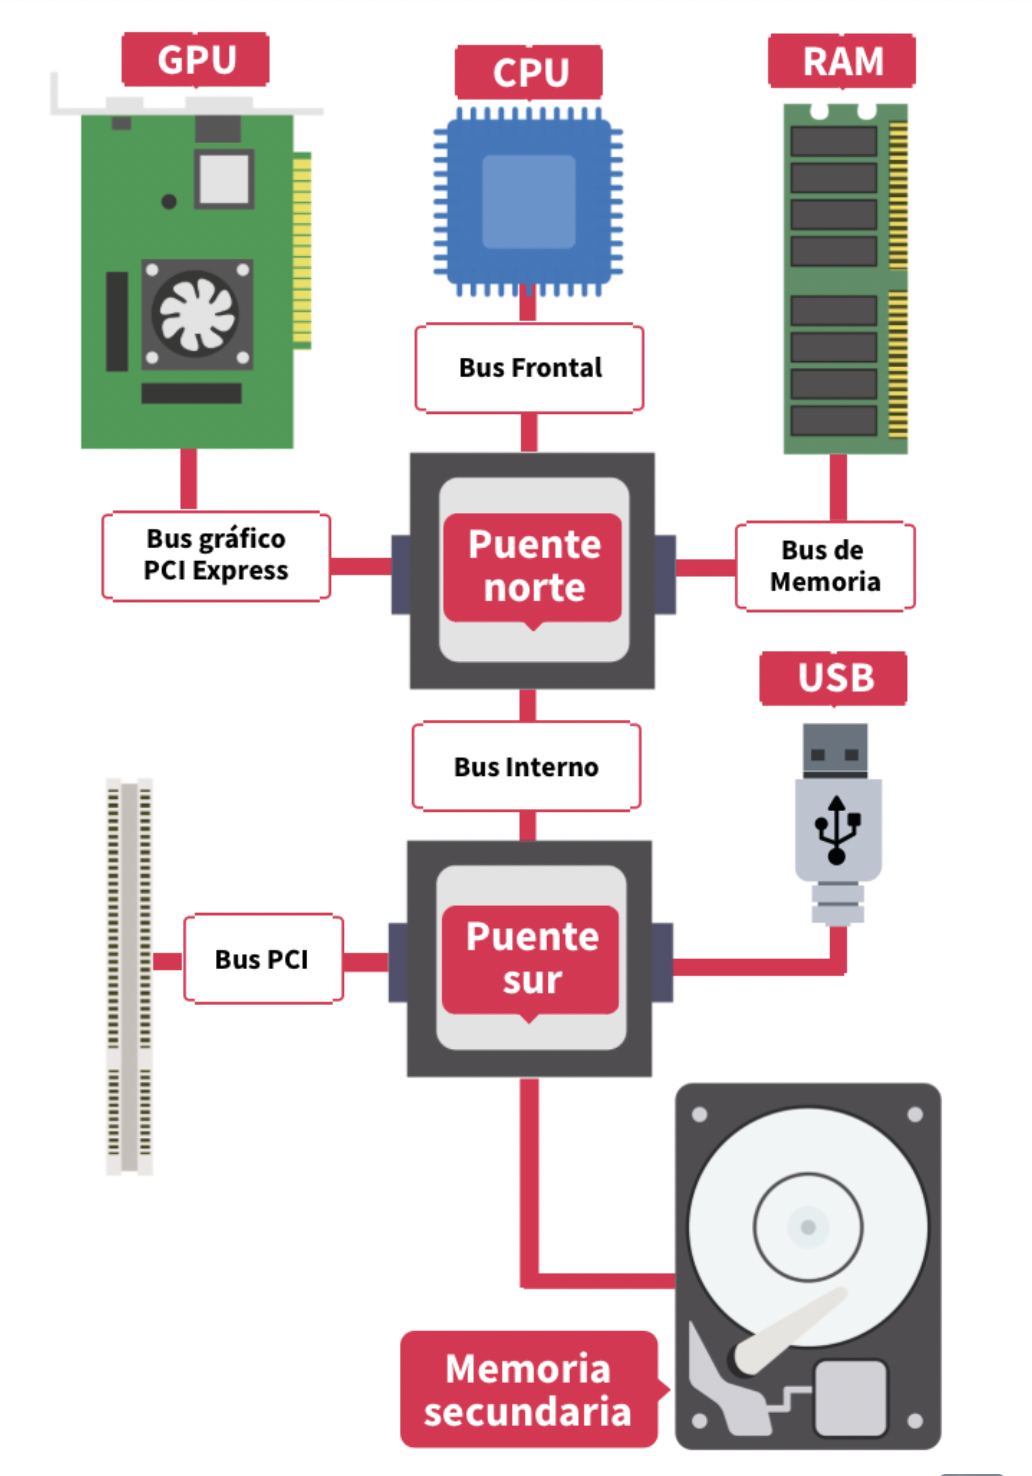 GPU
CPU
RAM
Bus Frontal
Bus gráfico
PCI Express
Puente
norte
Bus de
Memoria
USB
Bus Interno
Bus PCI
Puente
sur
Memoria
secundaria